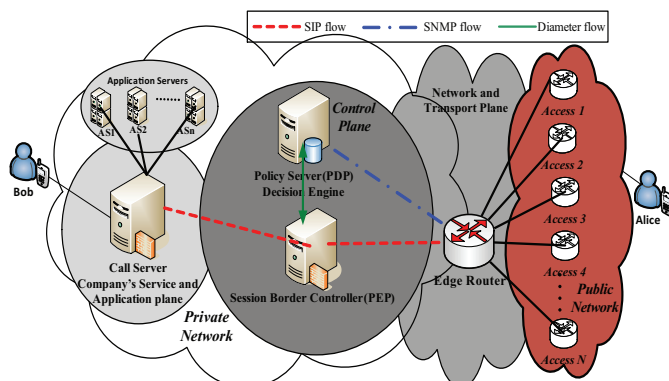 SIP flow
SNMP flow
Diameter flow
Application Servers
AS1
AS2
ASn
Control
Plane
Network and
Transport Plane
Access 1
Access 2
Access 3
Access 4
Access N
Policy Server(PDP)
Decision Engine
Bob
Alice
Call Server
Company's Service and
Application plane
Session Border Controller(PEP)
Edge Router
Private
Network
Public
Network